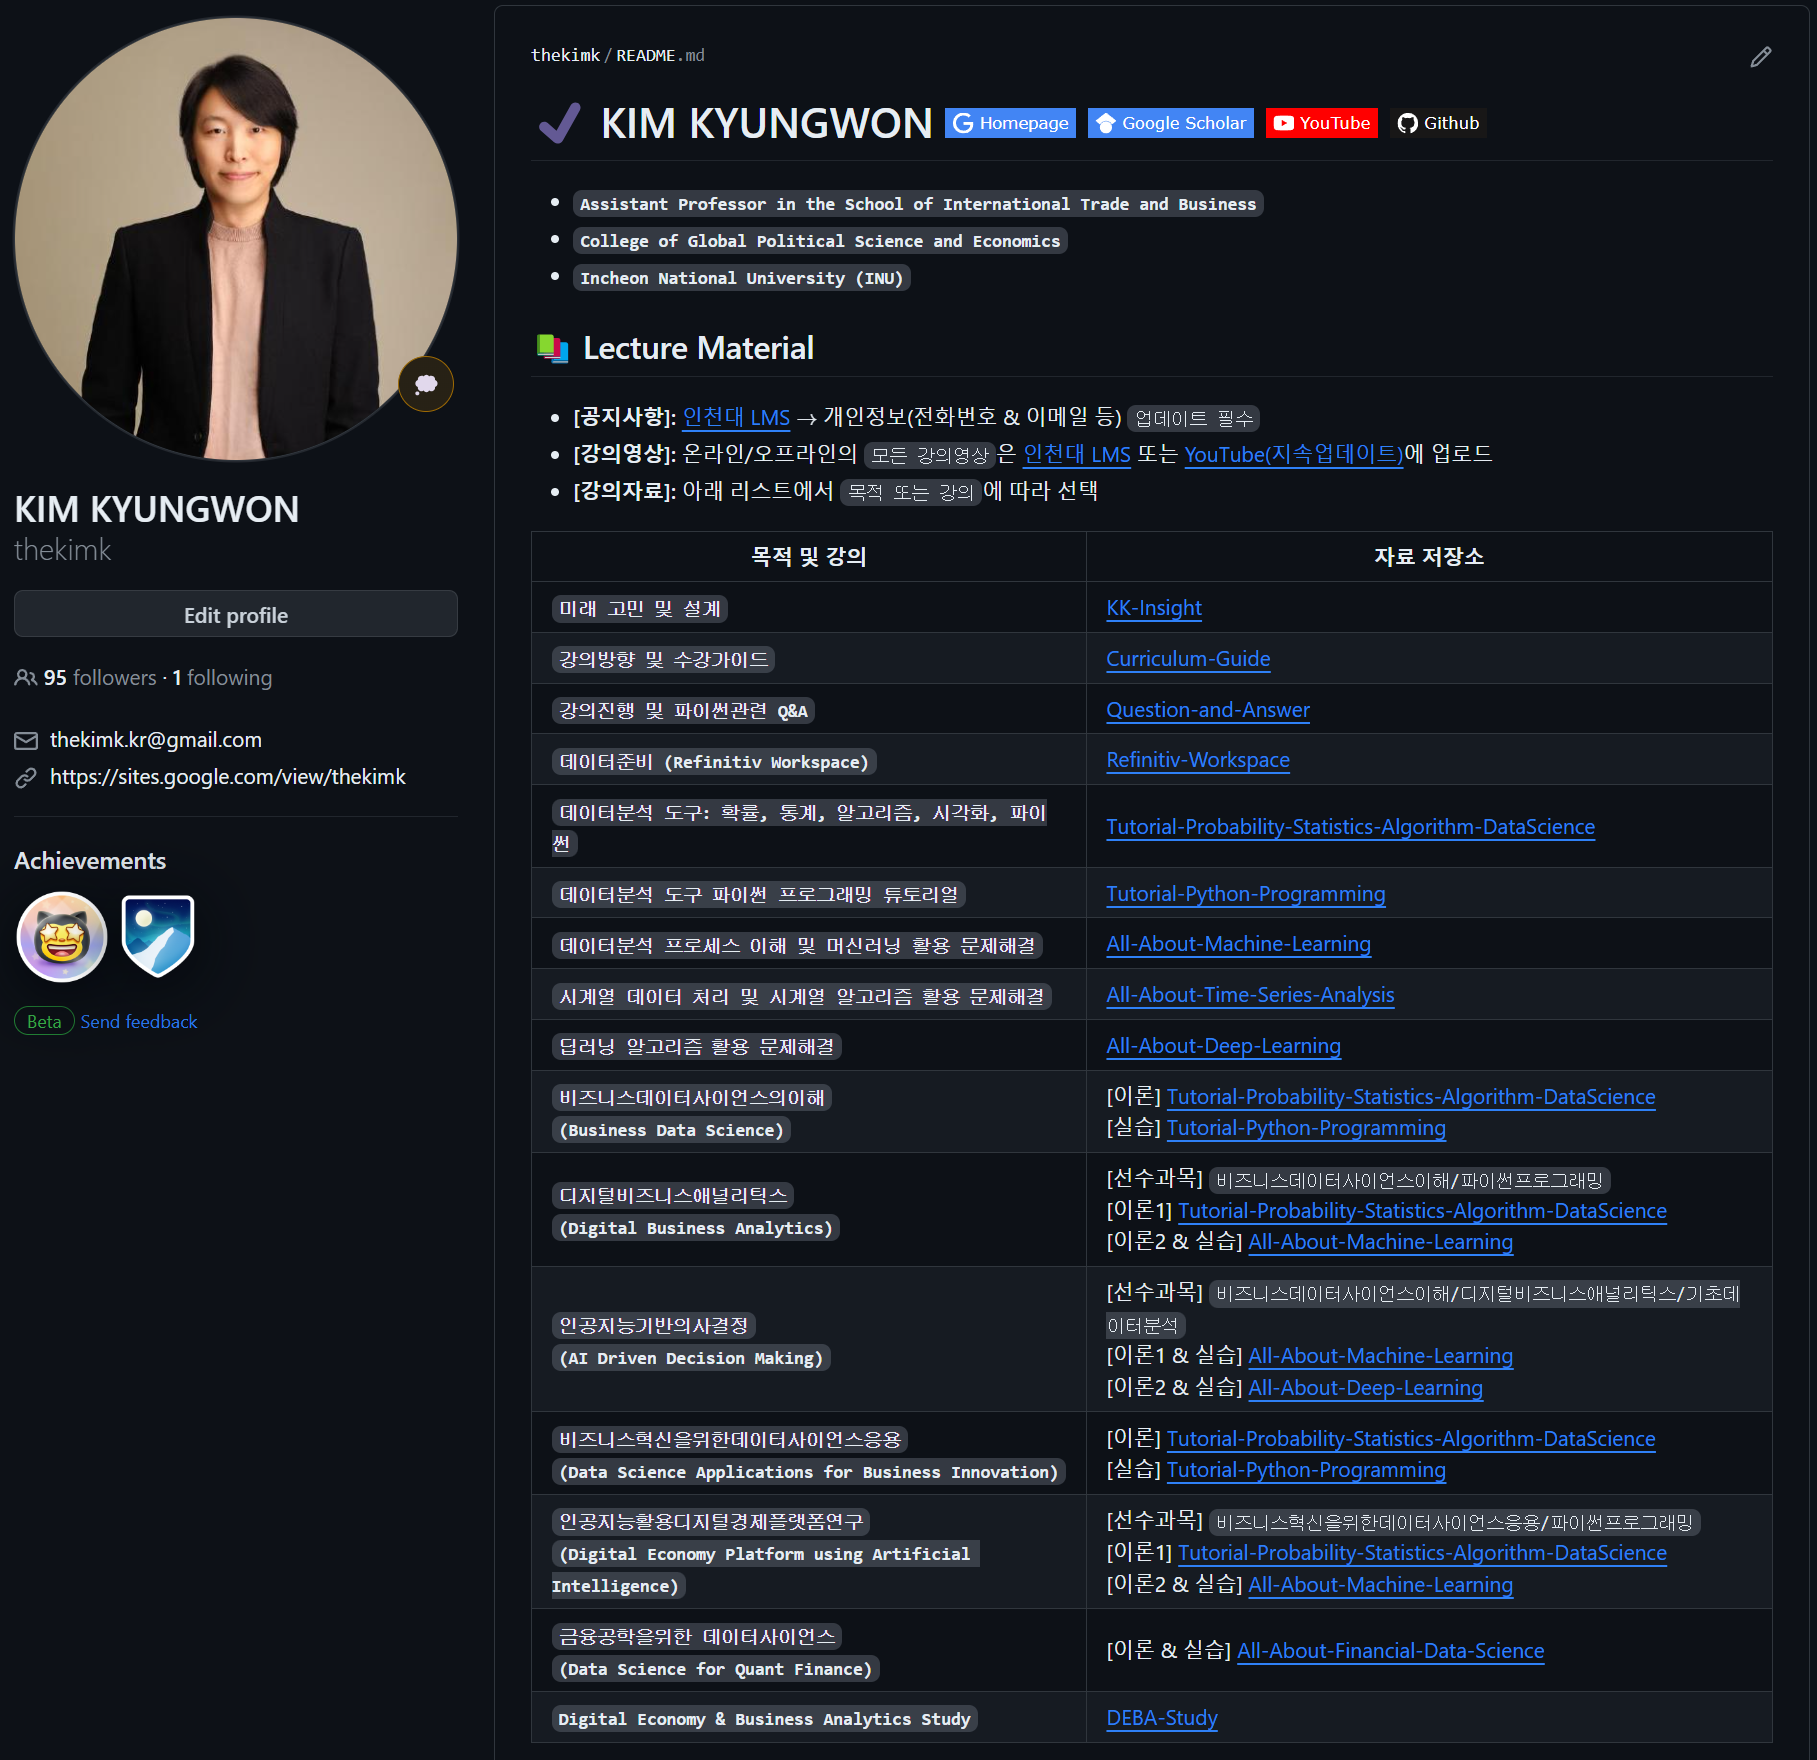 KIM KYUNGWON
thekimk
Edit profile
95 followers · 1 following
thekimk.kr@gmail.com
https://sites.google.com/view/thekimk
Achievements
Beta Send feedback
thekimk/README.md
KIM KYUNGWON Homepage Google Scholar YouTube Github
Assistant Professor in the School of International Trade and Business
College of Global Political Science and Economics
Incheon National University (INU)
Lecture Material
[공지사항]: 인천대 LMS → 개인정보(전화번호 & 이메일 등) 업데이트 필수
[강의영상]: 온라인/오프라인의 모든 강의영상은 인천대 LMS 또는 YouTube(지속업데이트)에 업로드
[강의자료]: 아래 리스트에서 목적 또는 강의에 따라 선택
목적 및 강의 자료 저장소
미래 고민 및 설계 KK-Insight
강의방향 및 수강가이드 Curriculum-Guide
강의진행 및 파이썬관련 Q&A Question-and-Answer
데이터준비 (Refinitiv Workspace) Refinitiv-Workspace
데이터분석 도구: 확률, 통계, 알고리즘, 시각화, 파이
썬
Tutorial-Probability-Statistics-Algorithm-DataScience
데이터분석 도구 파이썬 프로그래밍 튜토리얼 Tutorial-Python-Programming
데이터분석 프로세스 이해 및 머신러닝 활용 문제해결 All-About-Machine-Learning
시계열 데이터 처리 및 시계열 알고리즘 활용 문제해결 All-About-Time-Series-Analysis
딥러닝 알고리즘 활용 문제해결 All-About-Deep-Learning
비즈니스데이터사이언스의이해
(Business Data Science)
[이론] Tutorial-Probability-Statistics-Algorithm-DataScience
[실습] Tutorial-Python-Programming
디지털비즈니스애널리틱스
(Digital Business Analytics)
[선수과목] 비즈니스데이터사이언스이해/파이썬프로그래밍
[이론1] Tutorial-Probability-Statistics-Algorithm-DataScience
[이론2 & 실습] All-About-Machine-Learning
인공지능기반의사결정
(AI Driven Decision Making)
[선수과목] 비즈니스데이터사이언스이해/디지털비즈니스애널리틱스/기초데
이터분석
[이론1 & 실습] All-About-Machine-Learning
[이론2 & 실습] All-About-Deep-Learning
비즈니스혁신을위한데이터사이언스응용
(Data Science Applications for Business Innovation)
[이론] Tutorial-Probability-Statistics-Algorithm-DataScience
[실습] Tutorial-Python-Programming
인공지능활용디지털경제플랫폼연구
(Digital Economy Platform using Artificial
Intelligence)
[선수과목] 비즈니스혁신을위한데이터사이언스응용/파이썬프로그래밍
[이론1] Tutorial-Probability-Statistics-Algorithm-DataScience
[이론2 & 실습] All-About-Machine-Learning
금융공학을위한 데이터사이언스
(Data Science for Quant Finance)
[이론 & 실습] All-About-Financial-Data-Science
Digital Economy & Business Analytics Study DEBA-Study